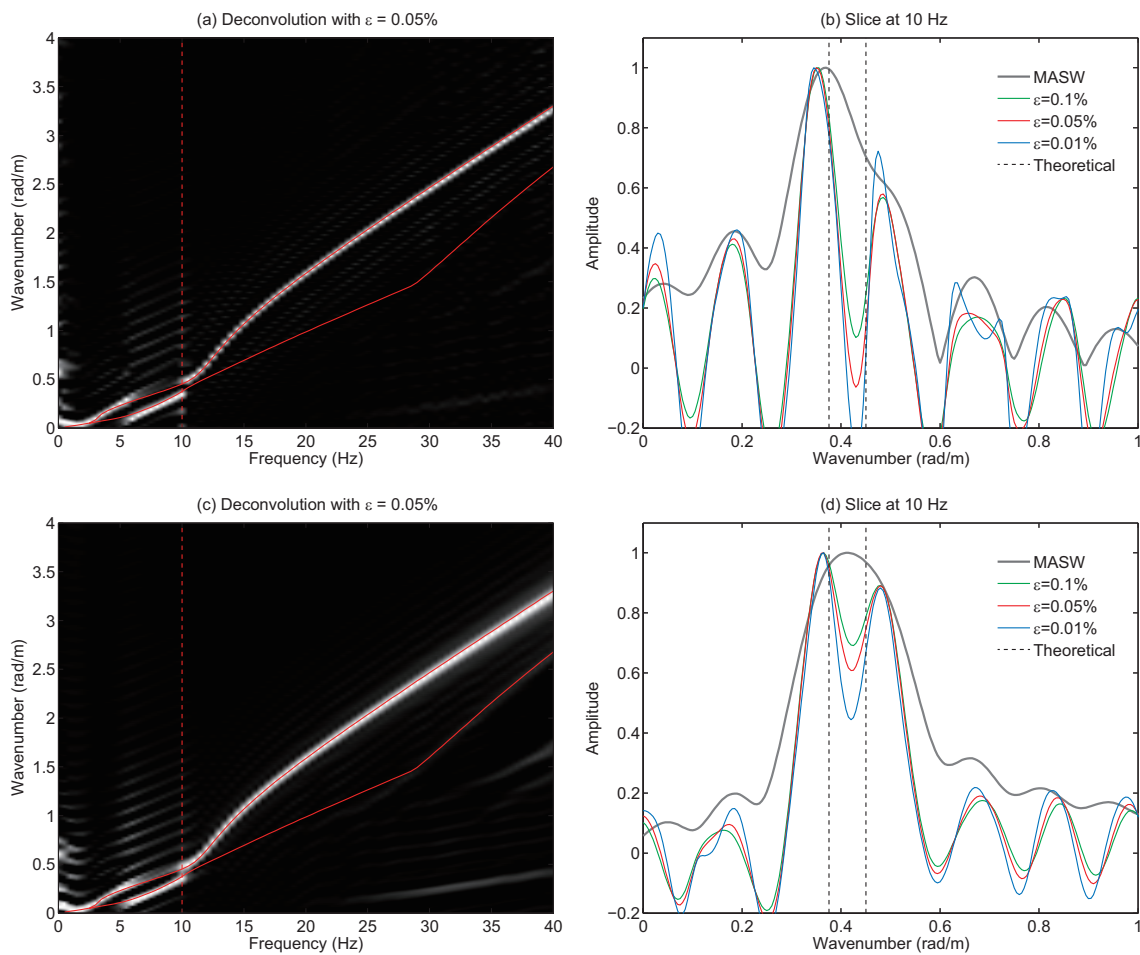 (a) Deconvolution with ε = 0.05%
4
3.5
3
2.5
2
1.5
1
0.5
0
Wavenumber (rad/m)
0 5 10 15 20 25 30 35 40
Frequency (Hz)
(b) Slice at 10 Hz
1
0.8
0.6
0.4
0.2
0
−0.2
Amplitude
0 0.2 0.4 0.6 0.8 1
Wavenumber (rad/m)
MASW
ε=0.1%
ε=0.05%
ε=0.01%
Theoretical
(c) Deconvolution with ε = 0.05%
4
3.5
3
2.5
2
1.5
1
0.5
0
Wavenumber (rad/m)
0 5 10 15 20 25 30 35 40
Frequency (Hz)
(d) Slice at 10 Hz
1
0.8
0.6
0.4
0.2
0
−0.2
Amplitude
0 0.2 0.4 0.6 0.8 1
Wavenumber (rad/m)
MASW
ε=0.1%
ε=0.05%
ε=0.01%
Theoretical